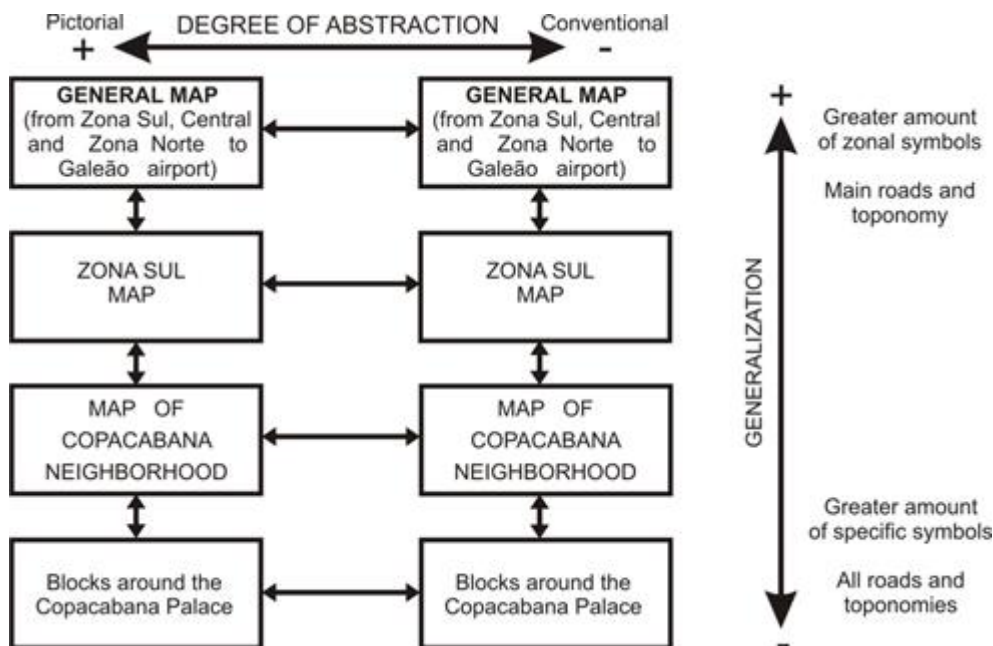 Pictorial
DEGREE OF ABSTRACTION
Conventional
+
-
GENERAL MAP
(from Zona Sul, Central
and Zona Norte to
Galeão airport)
GENERAL MAP
(from Zona Sul, Central
and Zona Norte to
Galeão airport)
ZONA SUL
MAP
ZONA SUL
MAP
MAP OF
COPACABANA
NEIGHBORHOOD
MAP OF
COPACABANA
NEIGHBORHOOD
Blocks around the
Copacabana Palace
Blocks around the
Copacabana Palace
+
Greater amount
of zonal symbols
Main roads and
toponomy
GENERALIZATION
Greater amount
of specific symbols
All roads and
toponomies
-